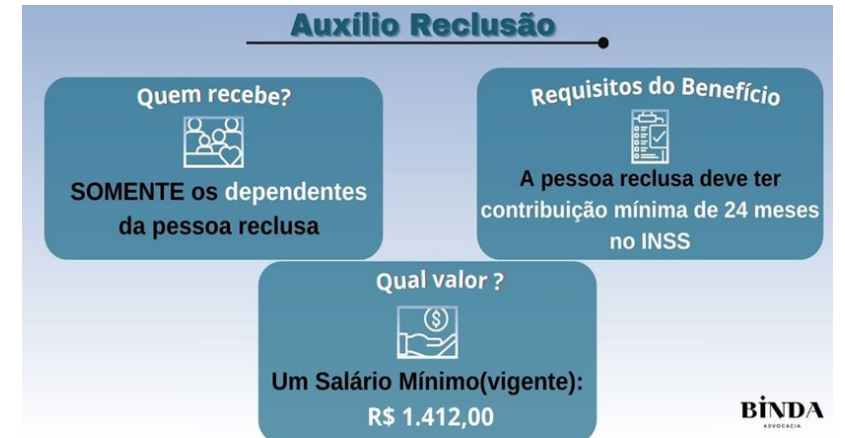 Auxílio Reclusão
Quem recebe?
SOMENTE os dependentes
da pessoa reclusa
Requisitos do Benefício
A pessoa reclusa deve ter
contribuição mínima de 24 meses
no INSS
Qual valor ?
$
Um Salário Mínimo(vigente):
R$ 1.412,00
BINDA
ADVOCACIA